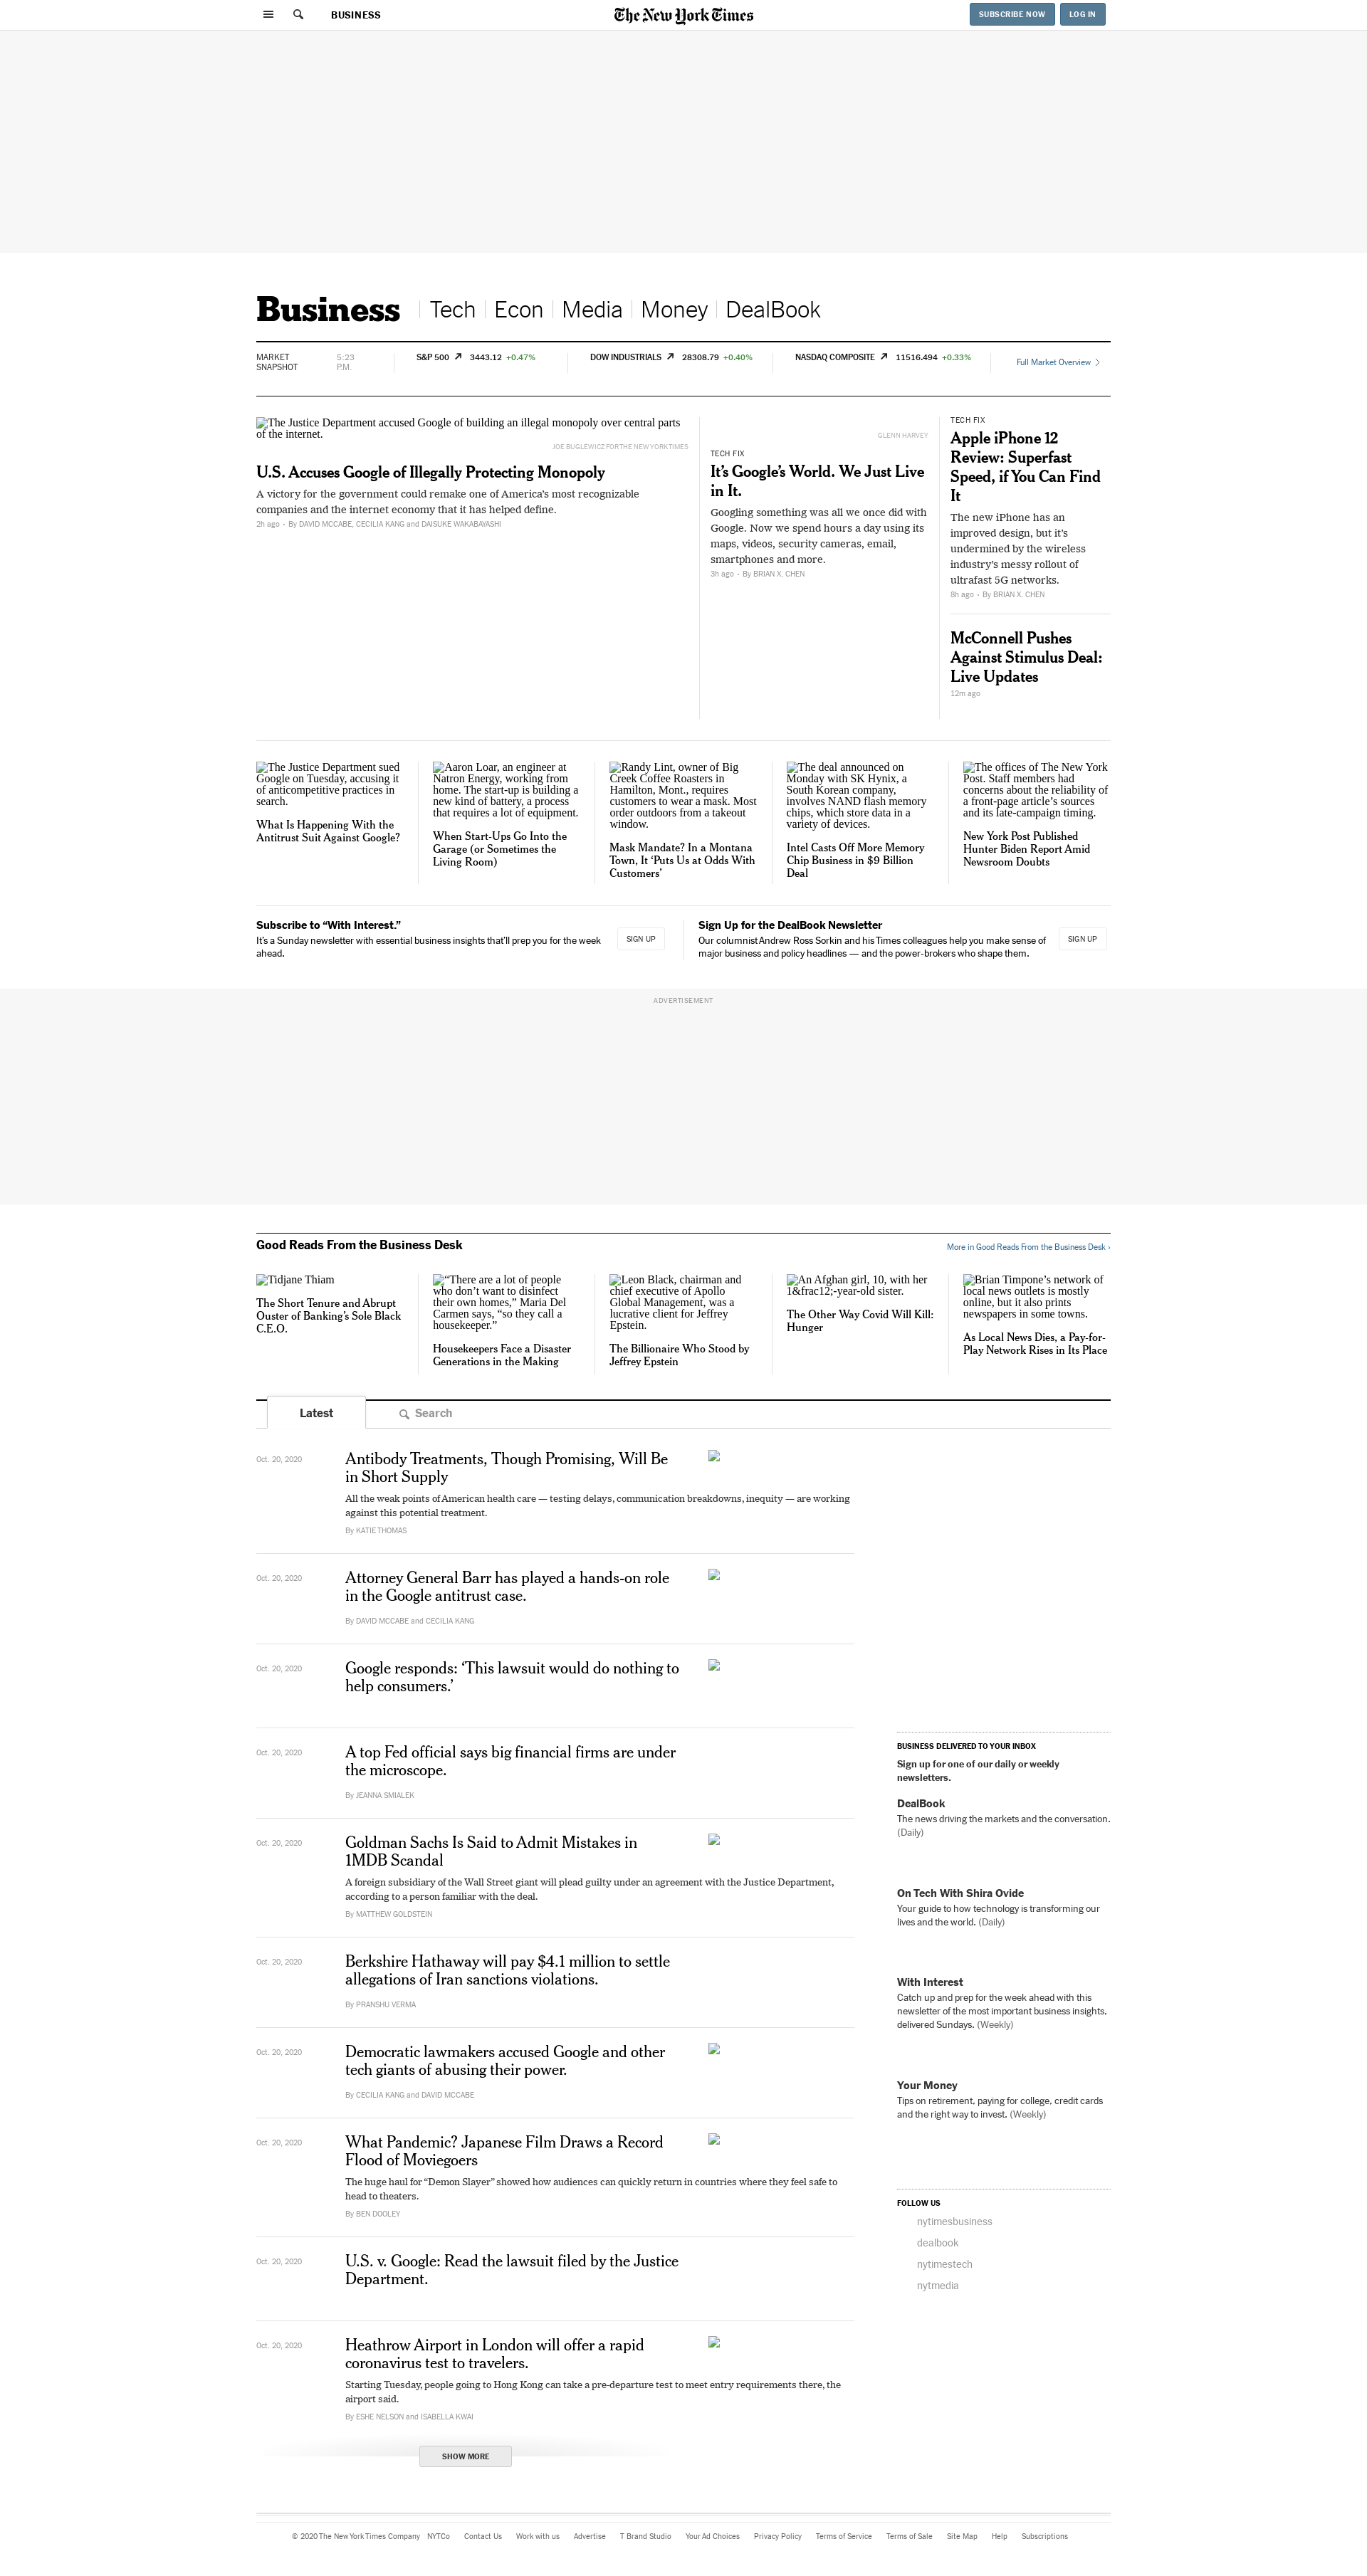 BUSINESS
The New York Times
SUBSCRIBE NOW
LOG IN
Business
Tech
Econ
Media
Money
DealBook
MARKET
SNAPSHOT
5:23
P.M.
S&P 500 3443.12 +0.47%
DOW INDUSTRIALS 28308.79 +0.40%
NASDAQ COMPOSITE 11516.494 +0.33%
Full Market Overview
The Justice Department accused Google of building an illegal monopoly over central parts
of the internet.
JOE BUGLEWICZ FOR THE NEW YORK TIMES
U.S. Accuses Google of Illegally Protecting Monopoly
A victory for the government could remake one of America's most recognizable
companies and the internet economy that it has helped define.
2h ago • By DAVID MCCABE, CECILIA KANG and DAISUKE WAKABAYASHI
GLENN HARVEY
TECH FIX
It’s Google’s World. We Just Live
in It.
Googling something was all we once did with
Google. Now we spend hours a day using its
maps, videos, security cameras, email,
smartphones and more.
3h ago • By BRIAN X. CHEN
TECH FIX
Apple iPhone 12
Review: Superfast
Speed, if You Can Find
It
The new iPhone has an
improved design, but it’s
undermined by the wireless
industry’s messy rollout of
ultrafast 5G networks.
8h ago • By BRIAN X. CHEN
McConnell Pushes
Against Stimulus Deal:
Live Updates
12m ago
The Justice Department sued
Google on Tuesday, accusing it
of anticompetitive practices in
search.
What Is Happening With the
Antitrust Suit Against Google?
Aaron Loar, an engineer at
Natron Energy, working from
home. The start-up is building a
new kind of battery, a process
that requires a lot of equipment.
When Start-Ups Go Into the
Garage (or Sometimes the
Living Room)
Randy Lint, owner of Big
Creek Coffee Roasters in
Hamilton, Mont., requires
customers to wear a mask. Most
order outdoors from a takeout
window.
Mask Mandate? In a Montana
Town, It ‘Puts Us at Odds With
Customers’
The deal announced on
Monday with SK Hynix, a
South Korean company,
involves NAND flash memory
chips, which store data in a
variety of devices.
Intel Casts Off More Memory
Chip Business in $9 Billion
Deal
The offices of The New York
Post. Staff members had
concerns about the reliability of
a front-page article’s sources
and its late-campaign timing.
New York Post Published
Hunter Biden Report Amid
Newsroom Doubts
Subscribe to “With Interest.”
It’s a Sunday newsletter with essential business insights that’ll prep you for the week
ahead.
SIGN UP
Sign Up for the DealBook Newsletter
Our columnist Andrew Ross Sorkin and his Times colleagues help you make sense of
major business and policy headlines — and the power-brokers who shape them.
SIGN UP
ADVERTISEMENT
Good Reads From the Business Desk
More in Good Reads From the Business Desk ›
Tidjane Thiam
The Short Tenure and Abrupt
Ouster of Banking’s Sole Black
C.E.O.
“There are a lot of people
who don’t want to disinfect
their own homes,” Maria Del
Carmen says, “so they call a
housekeeper.”
Housekeepers Face a Disaster
Generations in the Making
Leon Black, chairman and
chief executive of Apollo
Global Management, was a
lucrative client for Jeffrey
Epstein.
The Billionaire Who Stood by
Jeffrey Epstein
An Afghan girl, 10, with her
1&frac12;-year-old sister.
The Other Way Covid Will Kill:
Hunger
Brian Timpone’s network of
local news outlets is mostly
online, but it also prints
newspapers in some towns.
As Local News Dies, a Pay-for-
Play Network Rises in Its Place
Latest
Search
Oct. 20, 2020
Antibody Treatments, Though Promising, Will Be
in Short Supply
All the weak points of American health care — testing delays, communication breakdowns, inequity — are working
against this potential treatment.
By KATIE THOMAS
Oct. 20, 2020
Attorney General Barr has played a hands-on role
in the Google antitrust case.
By DAVID MCCABE and CECILIA KANG
Oct. 20, 2020
Google responds: ‘This lawsuit would do nothing to
help consumers.’
Oct. 20, 2020
A top Fed official says big financial firms are under
the microscope.
By JEANNA SMIALEK
Oct. 20, 2020
Goldman Sachs Is Said to Admit Mistakes in
1MDB Scandal
A foreign subsidiary of the Wall Street giant will plead guilty under an agreement with the Justice Department,
according to a person familiar with the deal.
By MATTHEW GOLDSTEIN
Oct. 20, 2020
Berkshire Hathaway will pay $4.1 million to settle
allegations of Iran sanctions violations.
By PRANSHU VERMA
Oct. 20, 2020
Democratic lawmakers accused Google and other
tech giants of abusing their power.
By CECILIA KANG and DAVID MCCABE
Oct. 20, 2020
What Pandemic? Japanese Film Draws a Record
Flood of Moviegoers
The huge haul for “Demon Slayer” showed how audiences can quickly return in countries where they feel safe to
head to theaters.
By BEN DOOLEY
Oct. 20, 2020
U.S. v. Google: Read the lawsuit filed by the Justice
Department.
Oct. 20, 2020
Heathrow Airport in London will offer a rapid
coronavirus test to travelers.
Starting Tuesday, people going to Hong Kong can take a pre-departure test to meet entry requirements there, the
airport said.
By ESHE NELSON and ISABELLA KWAI
SHOW MORE
BUSINESS DELIVERED TO YOUR INBOX
Sign up for one of our daily or weekly
newsletters.
DealBook
The news driving the markets and the conversation.
(Daily)
On Tech With Shira Ovide
Your guide to how technology is transforming our
lives and the world. (Daily)
With Interest
Catch up and prep for the week ahead with this
newsletter of the most important business insights,
delivered Sundays. (Weekly)
Your Money
Tips on retirement, paying for college, credit cards
and the right way to invest. (Weekly)
FOLLOW US
nytimesbusiness
dealbook
nytimestech
nytmedia
© 2020 The New York Times Company NYTCo Contact Us Work with us Advertise T Brand Studio Your Ad Choices Privacy Policy Terms of Service Terms of Sale Site Map Help Subscriptions